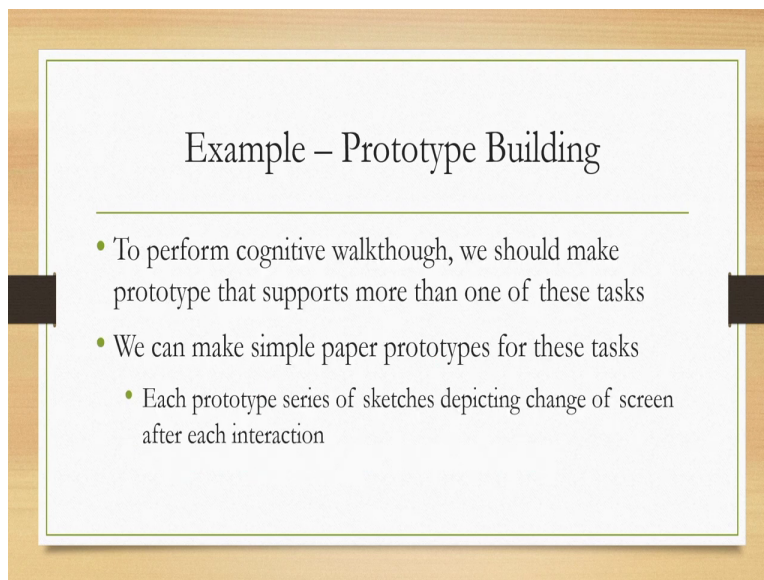 Example – Prototype Building
• To perform cognitive walkthough, we should make
prototype that supports more than one of these tasks
• We can make simple paper prototypes for these tasks
• Each prototype series of sketches depicting change of screen
after each interaction